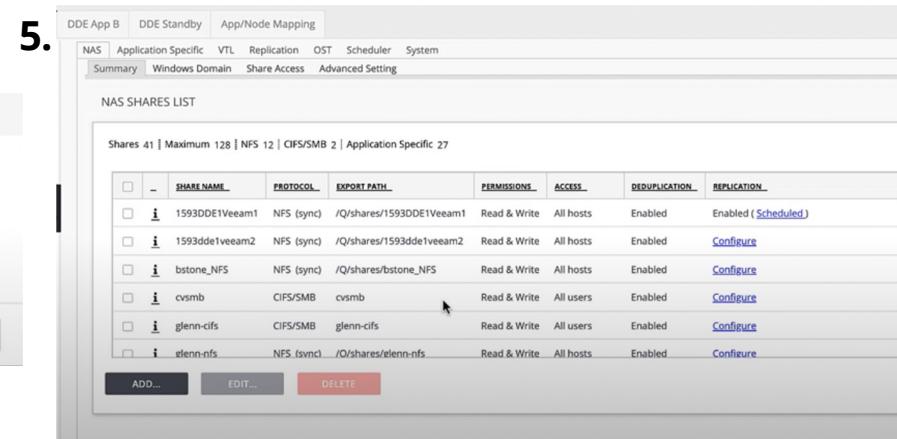 5.
DDE App B DDE Standby App/Node Mapping
NAS Application Specific VTL Replication OST Scheduler System
Summary Windows Domain Share Access Advanced Setting
NAS SHARES LIST
Shares 41 | Maximum 128 | NFS 12 | CIFS/SMB 2 | Application Specific 27
SHARE NAME PROTOCOL EXPORT PATH PERMISSIONS ACCESS DEDUPLICATION REPLICATION
1593DDE1Veeam1 NFS (sync) /Q/shares/1593DDE1Veeam1 Read & Write All hosts Enabled Enabled ( Scheduled )
1593dde1veeam2 NFS (sync) /Q/shares/1593dde1veeam2 Read & Write All hosts Enabled Configure
bstone_NFS NFS (sync) /Q/shares/bstone_NFS Read & Write All hosts Enabled Configure
cvsmb CIFS/SMB cvsmb Read & Write All users Enabled Configure
glenn-cifs CIFS/SMB glenn-cifs Read & Write All users Enabled Configure
glenn-nfs NFS (sync) /Q/shares/glenn-nfs Read & Write All hosts Enabled Configure
ADD... EDIT... DELETE